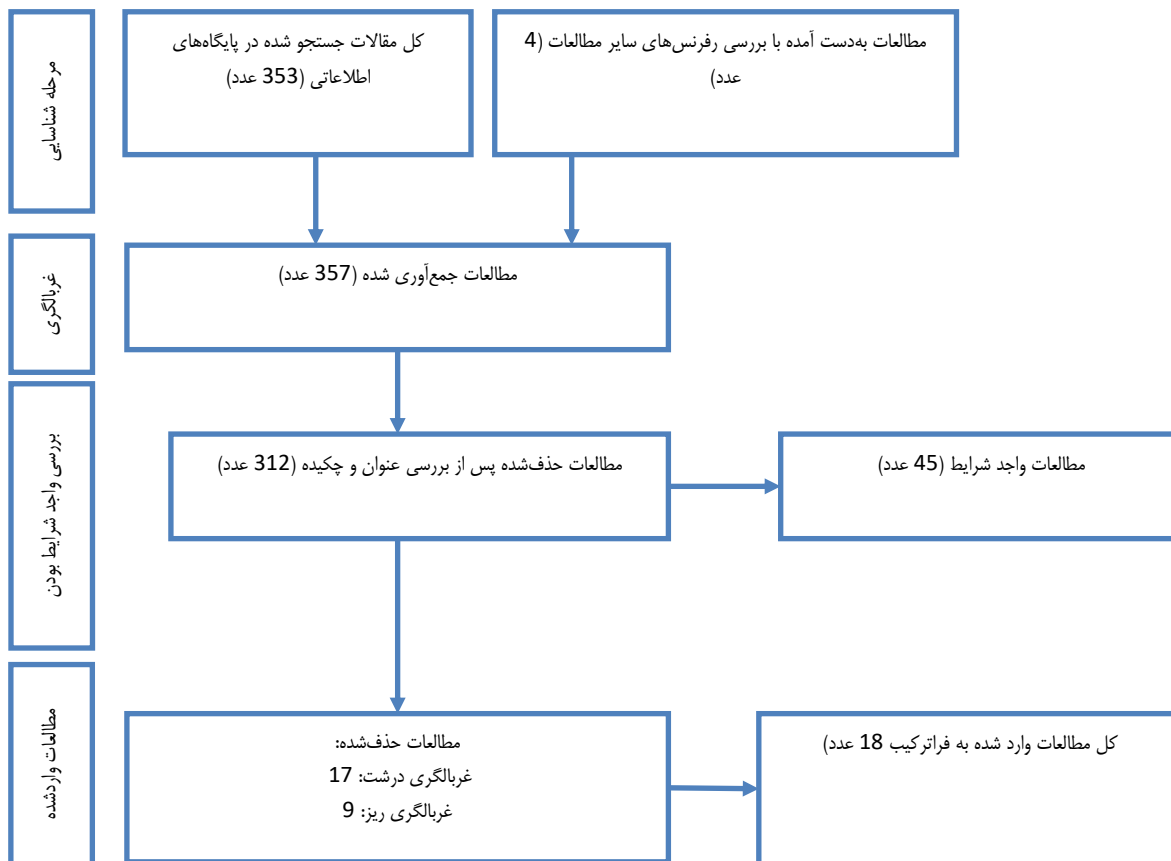 مرحله شناسایی
کل مقالات جستجو شده در پایگاه‌های
اطلاعاتی (353 عدد)
مطالعات به‌دست آمده با بررسی رفرنس‌های سایر مطالعات (4
عدد)
غربالگری
مطالعات جمع‌آوری شده (357 عدد)
بررسی واجد شرایط بودن
مطالعات حذف‌شده پس از بررسی عنوان و چکیده (312 عدد)
مطالعات واجد شرایط (45 عدد)
مطالعات واردشده
مطالعات حذف‌شده:
غربالگری درشت: 17
غربالگری ریز: 9
کل مطالعات وارد شده به فراترکیب 18 عدد)